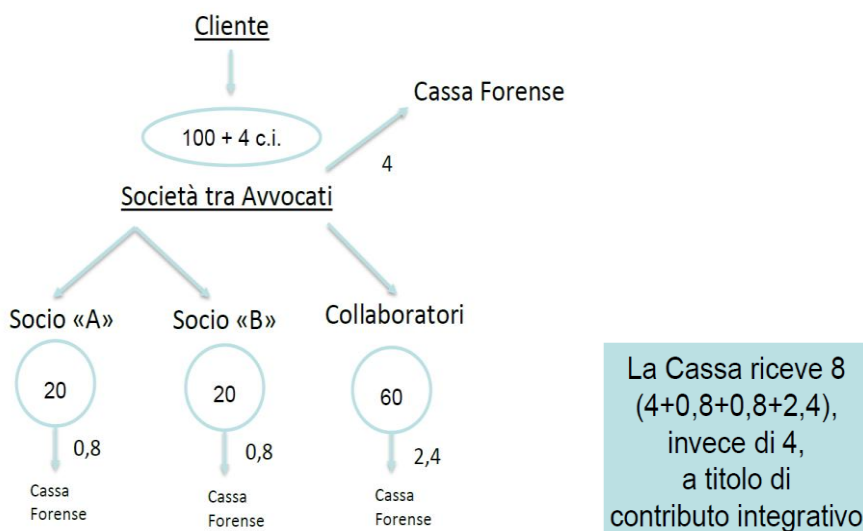 Cliente
Cassa Forense
100 + 4 c.i.
4
Società tra Avvocati
Socio «A»
Socio «B»
Collaboratori
20
20
60
0,8
0,8
2,4
Cassa
Forense
Cassa
Forense
Cassa
Forense
La Cassa riceve 8
(4+0,8+0,8+2,4),
invece di 4,
a titolo di
contributo integrativo